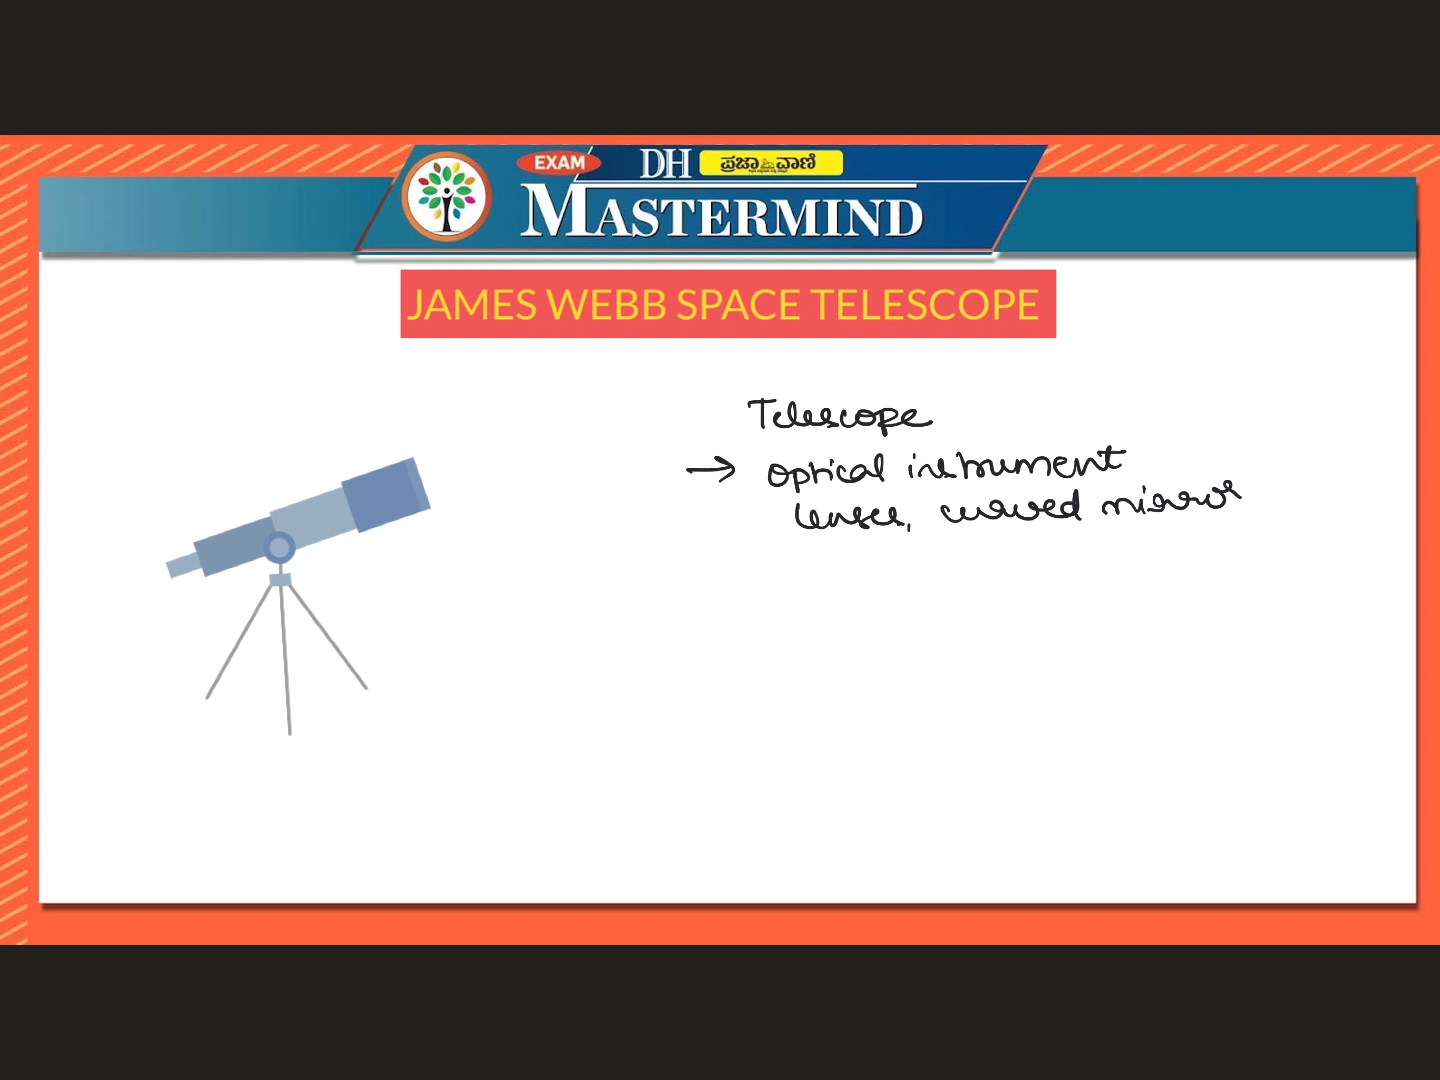 EXAM
DH ಪ್ರಜಾವಾಣಿ
MASTERMIND
JAMES WEBB SPACE TELESCOPE
Telescope
→ optical instrument
lenses, curved mirror